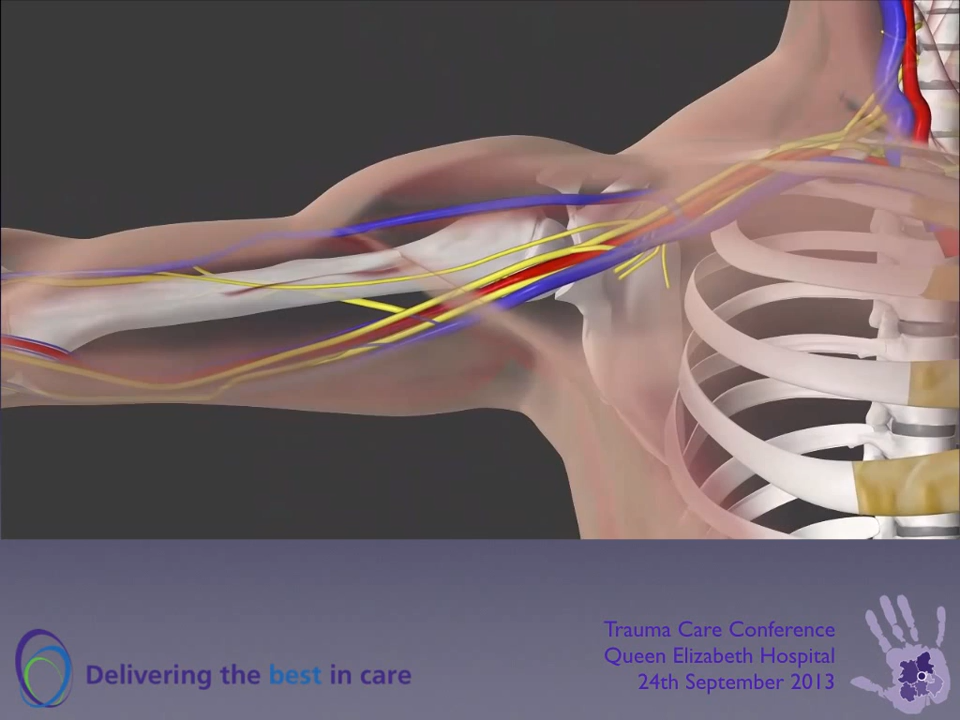 Trauma Care Conference
Queen Elizabeth Hospital
24th September 2013
Delivering the best in care